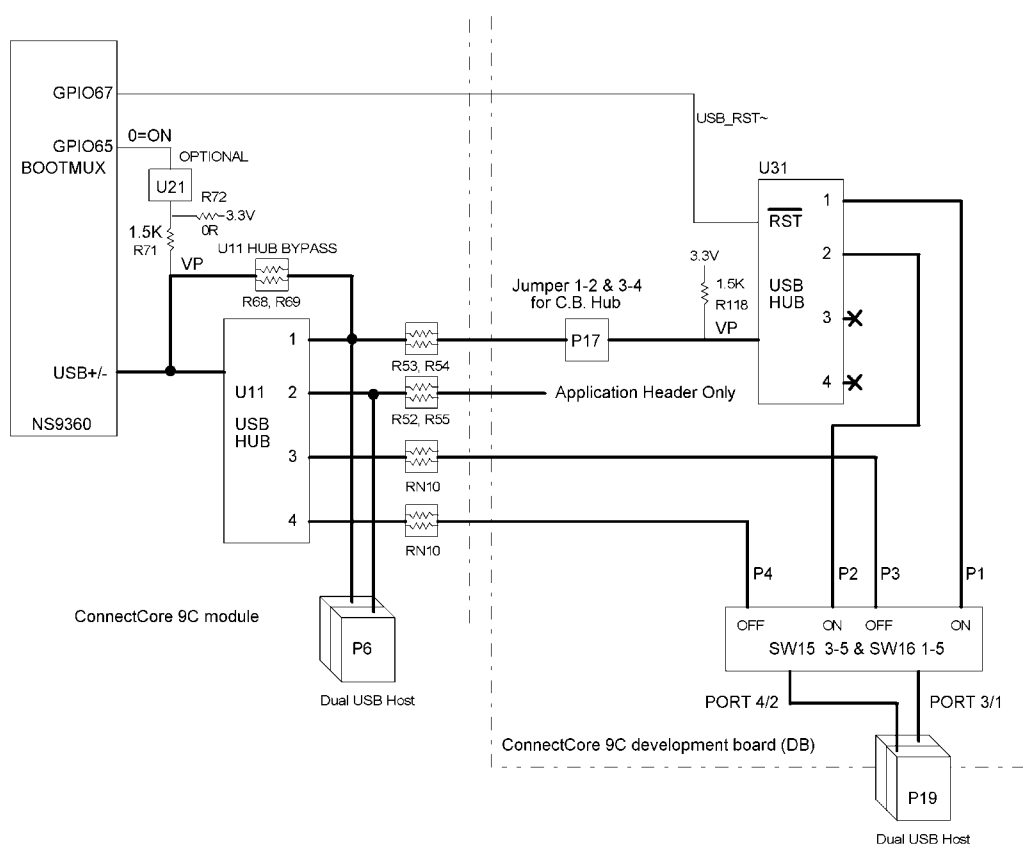 GPIO67
USB_RST~
GPIO65
0=ON
BOOTMUX
OPTIONAL
U21
R72
3.3V
0R
1.5K
R71
VP
U11 HUB BYPASS
R68, R69
U31
RST
1
2
USB
HUB
3
4
3.3V
1.5K
R118
VP
Jumper 1-2 & 3-4
for C.B. Hub
P17
USB+/-
NS9360
U11
USB
HUB
1
2
3
4
R53, R54
R52, R55
Application Header Only
RN10
RN10
P4
P2
P3
P1
OFF
ON
OFF
ON
SW15 3-5 & SW16 1-5
ConnectCore 9C module
P6
Dual USB Host
PORT 4/2
PORT 3/1
ConnectCore 9C development board (DB)
P19
Dual USB Host